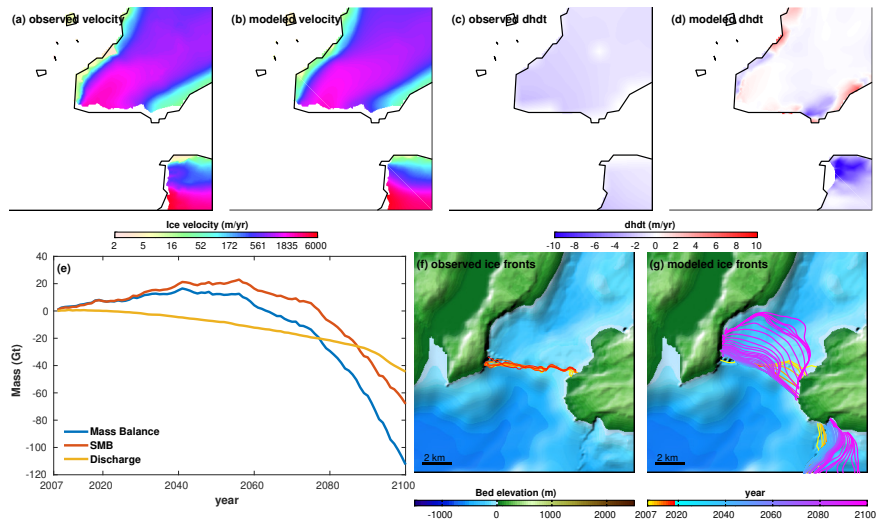 (a) observed velocity
(b) modeled velocity
(c) observed dhdt
(d) modeled dhdt
Ice velocity (m/yr)
2 5 16 52 172 561 1835 6000
dhdt (m/yr)
-10 -8 -6 -4 -2 0 2 4 6 8 10
(e)
40
20
0
-20
-40
-60
-80
-100
-120
Mass (Gt)
Mass Balance
SMB
Discharge
2007 2020 2040 2060 2080 2100
year
(f) observed ice fronts
2 km
(g) modeled ice fronts
2 km
Bed elevation (m)
-1000 0 1000 2000
year
2007 2020 2040 2060 2080 2100